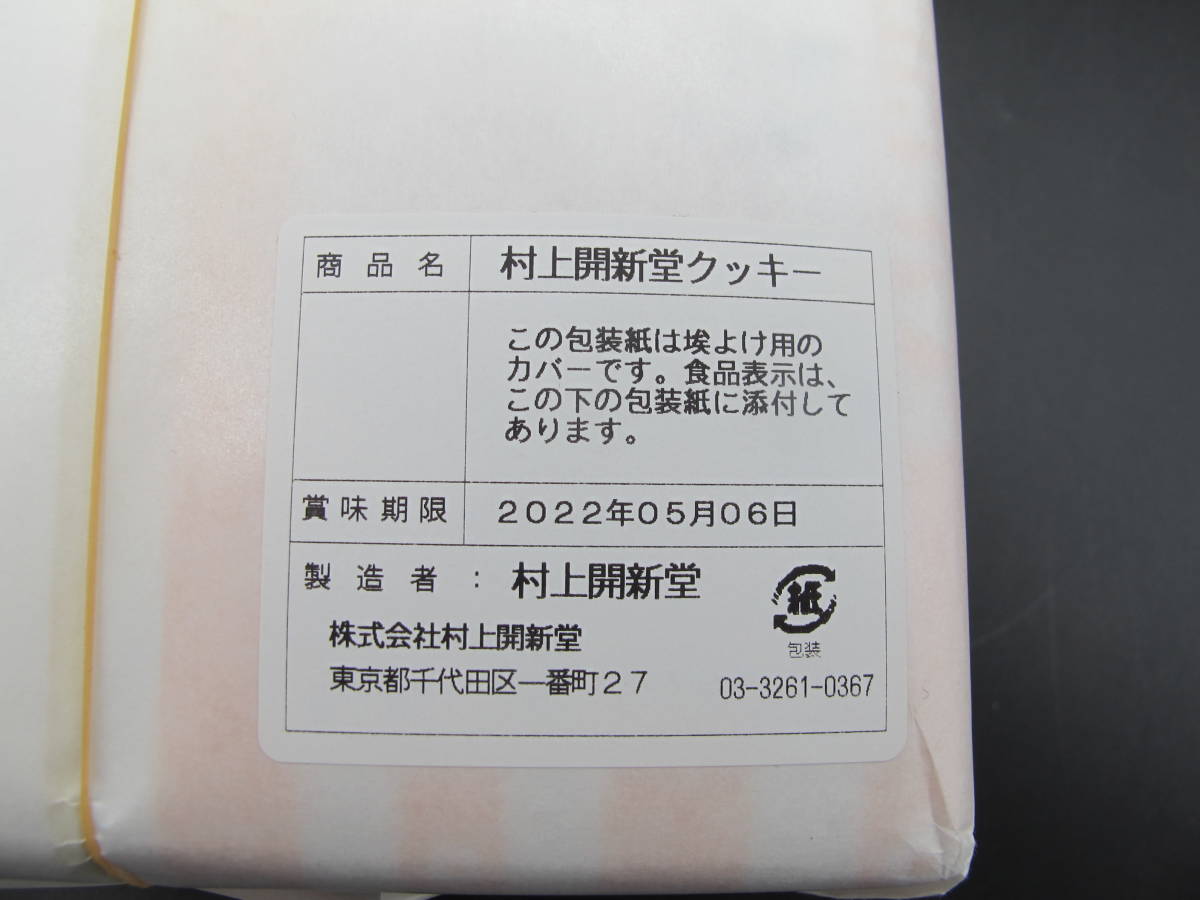 商品名 村上開新堂クッキー
この包装紙は埃よけ用の
カバーです。食品表示は、
この下の包装紙に添付して
あります。
賞味期限 2022年05月06日
製造者：村上開新堂
紙
包装
株式会社村上開新堂
東京都千代田区一番町27 03-3261-0367